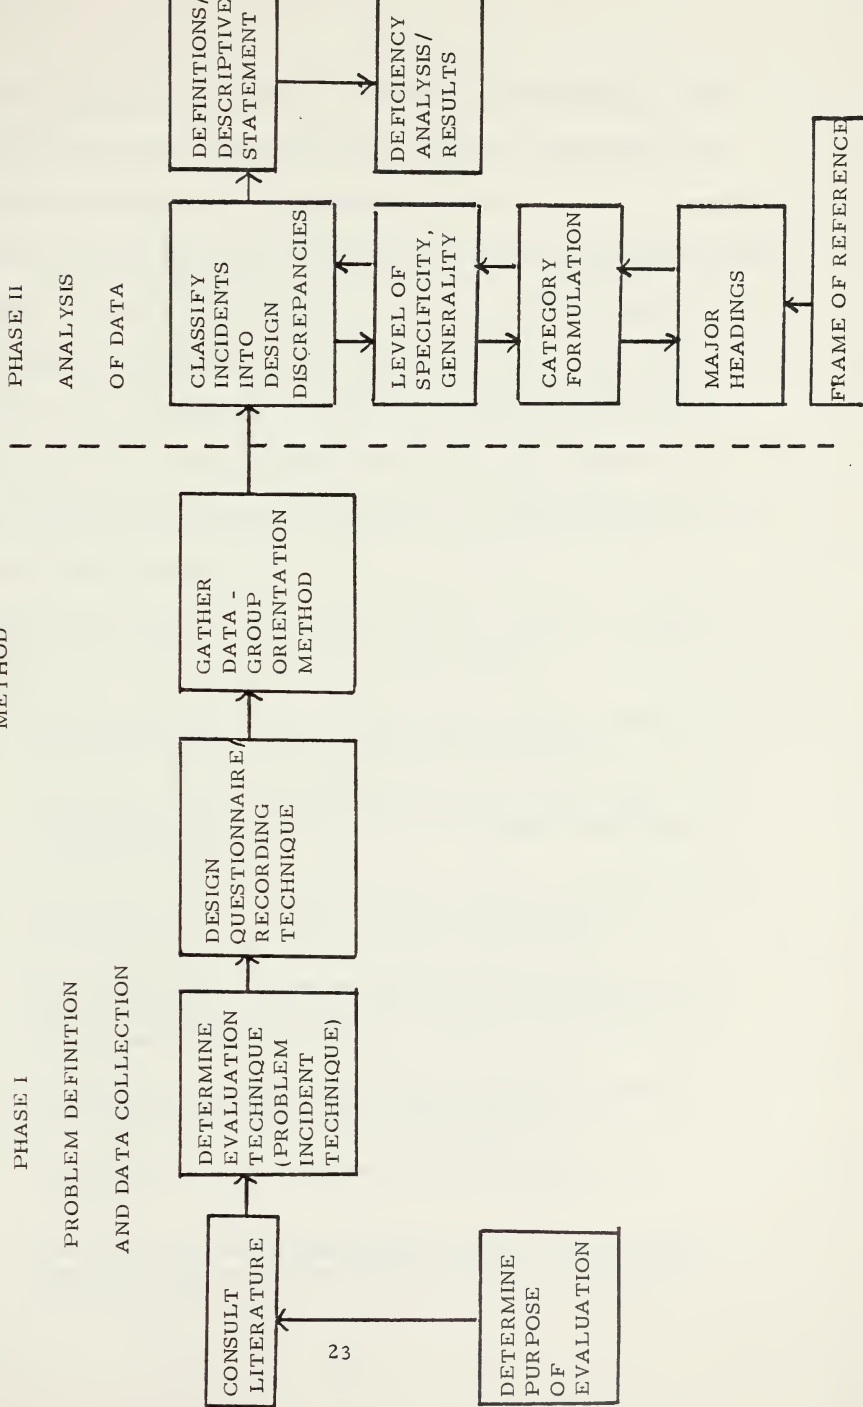 METHOD
PHASE I
PROBLEM DEFINITION
AND DATA COLLECTION
PHASE II
ANALYSIS
OF DATA
DETERMINE
PURPOSE
OF
EVALUATION
CONSULT
LITERATURE
DETERMINE
EVALUATION
TECHNIQUE
(PROBLEM
INCIDENT
TECHNIQUE)
DESIGN
QUESTIONNAIRE/
RECORDING
TECHNIQUE
GATHER
DATA -
GROUP
ORIENTATION
METHOD
CLASSIFY
INCIDENTS
INTO
DESIGN
DISCREPANCIES
LEVEL OF
SPECIFICITY,
GENERALITY
CATEGORY
FORMULATION
MAJOR
HEADINGS
FRAME OF REFERENCE
DEFINITIONS/
DESCRIPTIVE
STATEMENT
DEFICIENCY
ANALYSIS/
RESULTS
23